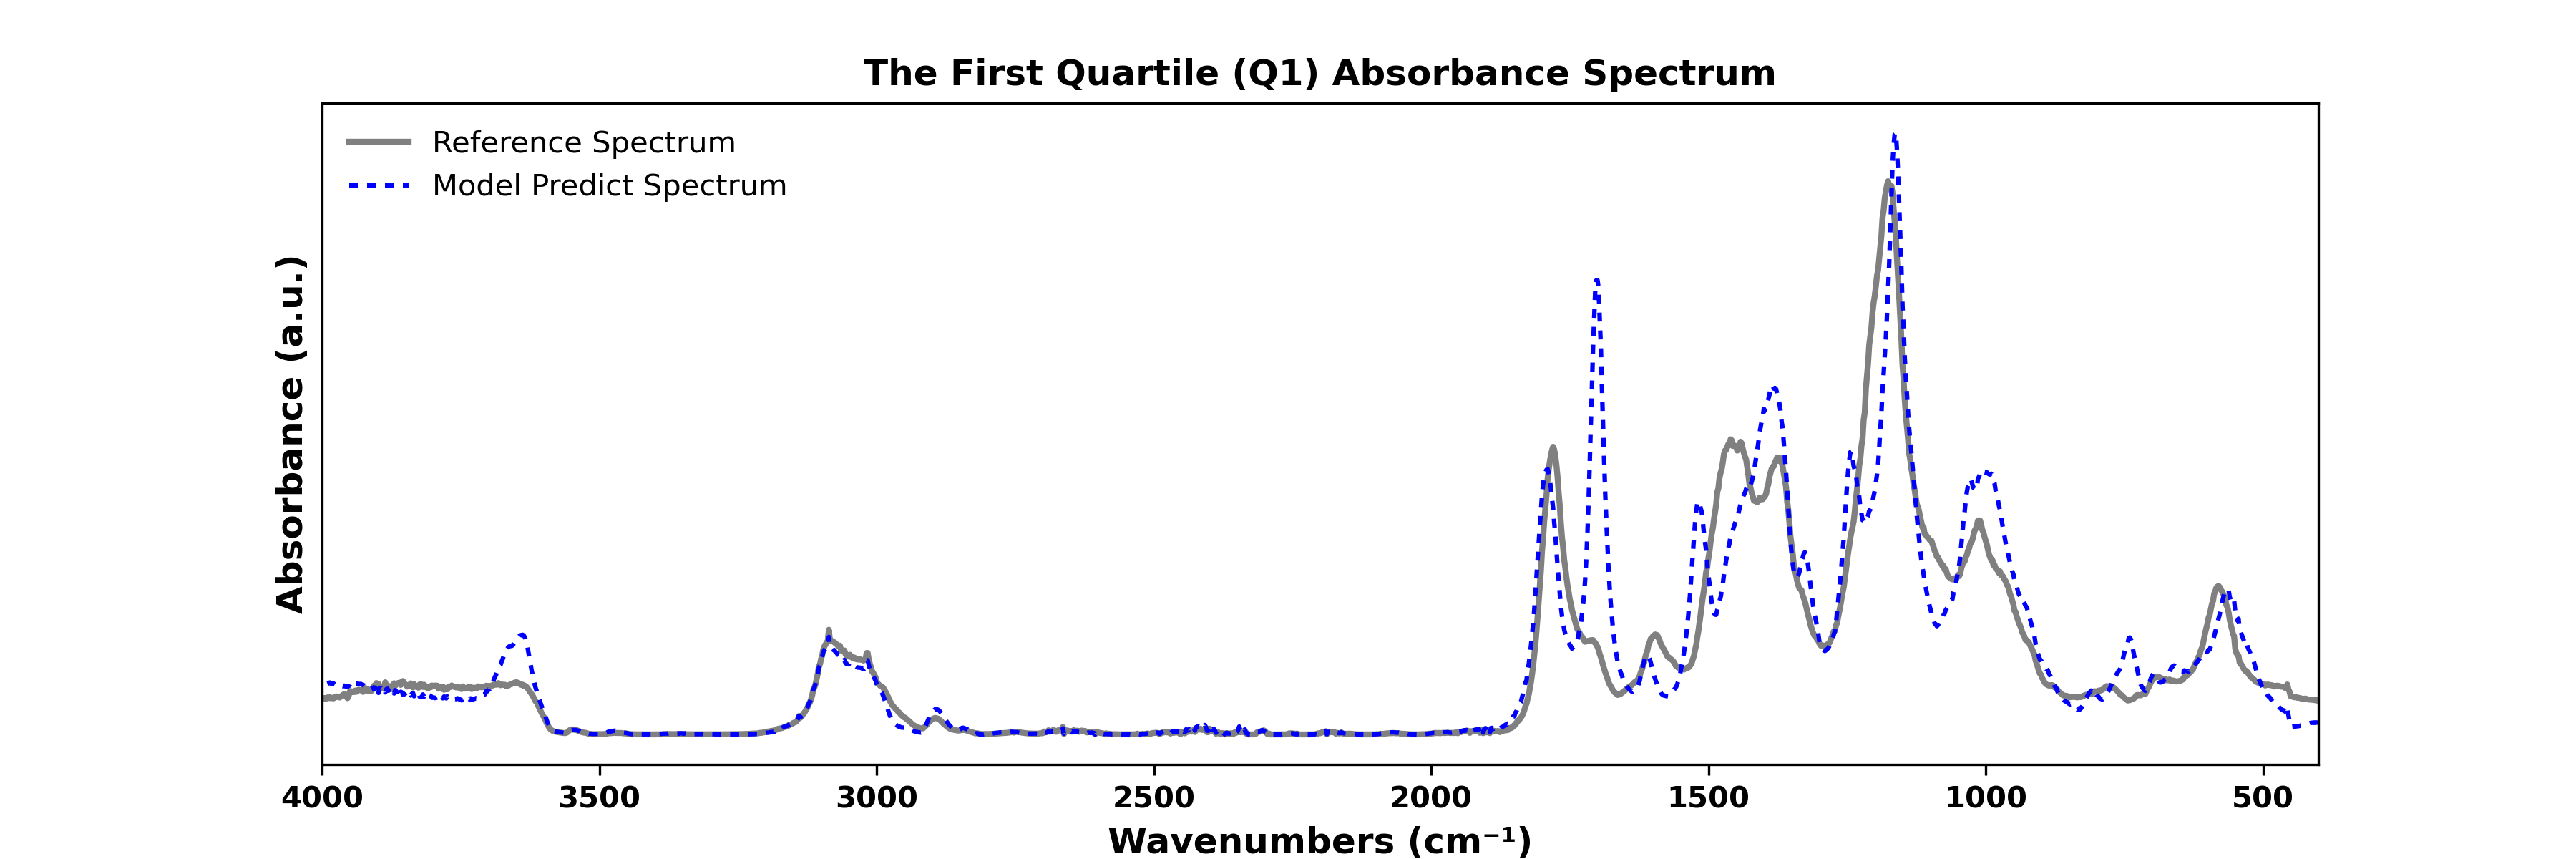 The First Quartile (Q1) Absorbance Spectrum
Reference Spectrum
Model Predict Spectrum
Absorbance (a.u.)
4000 3500 3000 2500 2000 1500 1000 500
Wavenumbers (cm⁻¹)